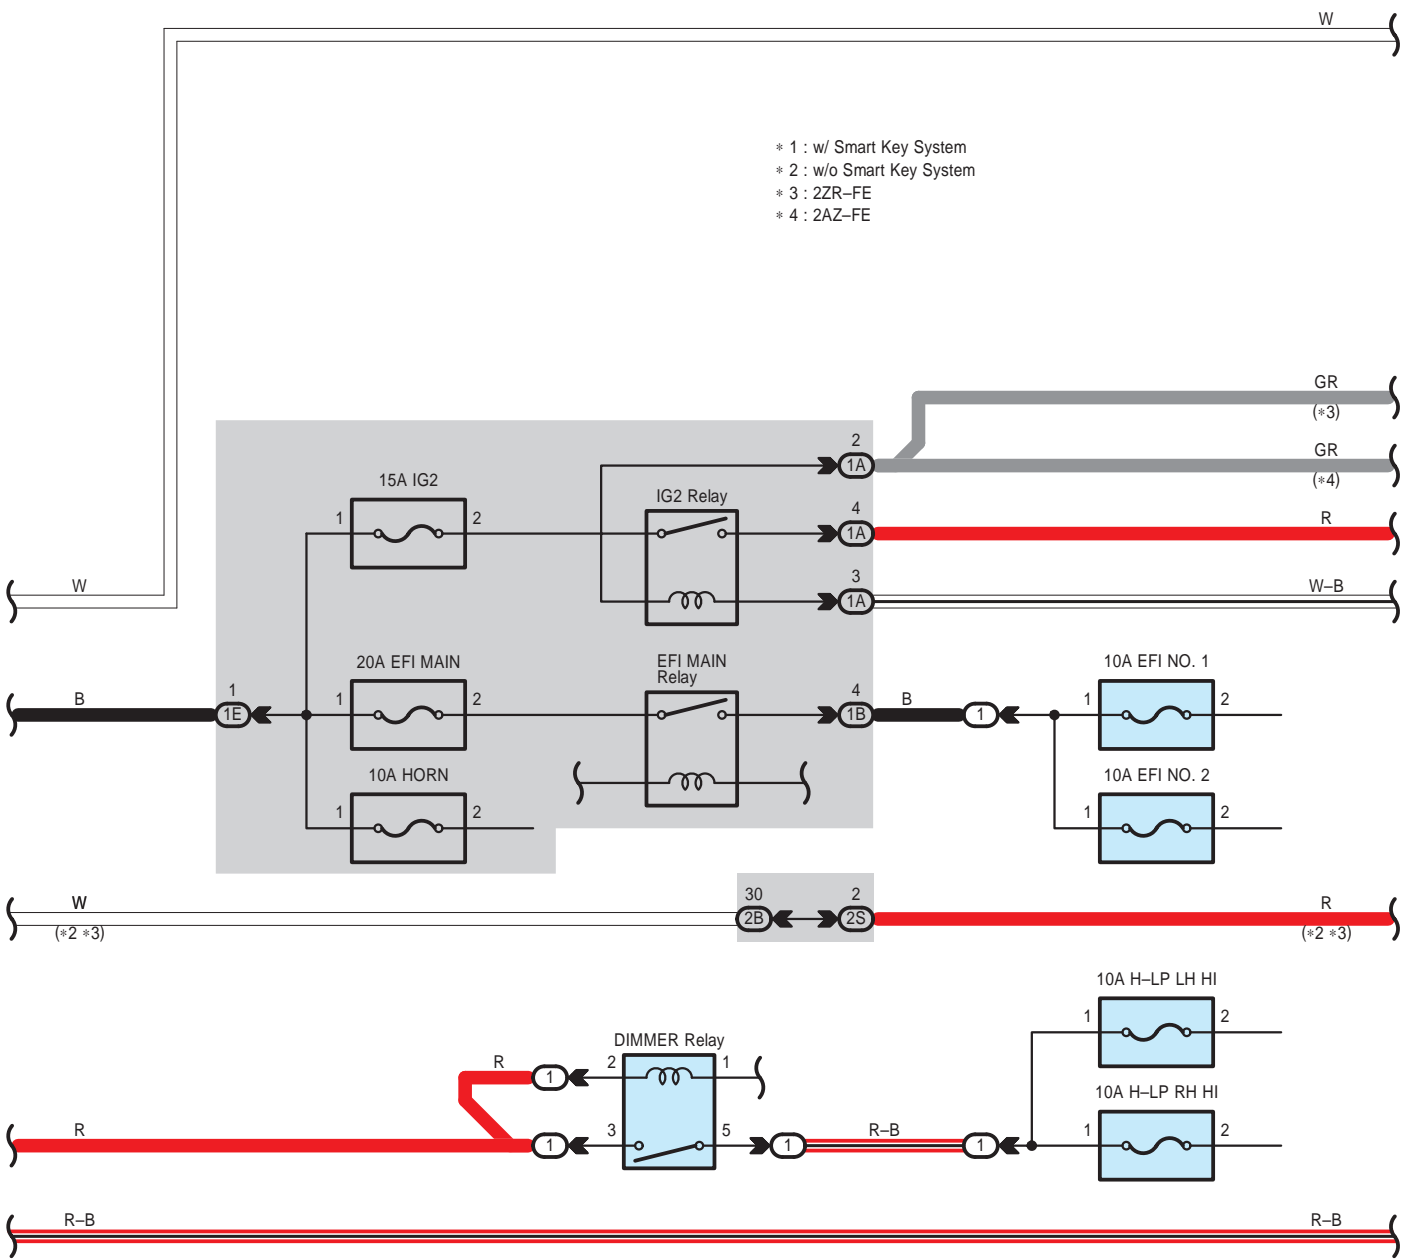 W
* 1 : w/ Smart Key System
* 2 : w/o Smart Key System
* 3 : 2ZR–FE
* 4 : 2AZ–FE
GR
(*3)
2
1A
GR
(*4)
15A IG2
1
2
IG2 Relay
4
1A
R
W
3
1A
W–B
20A EFI MAIN
1
2
EFI MAIN
Relay
10A EFI NO. 1
1
2
B
1
1E
4
1B
B
1
10A HORN
1
2
10A EFI NO. 2
1
2
W
(*2 *3)
30
2B
2
2S
R
(*2 *3)
10A H–LP LH HI
1
2
DIMMER Relay
R
1
2
1
10A H–LP RH HI
1
2
R
1
3
5
1
R–B
1
R–B
R–B